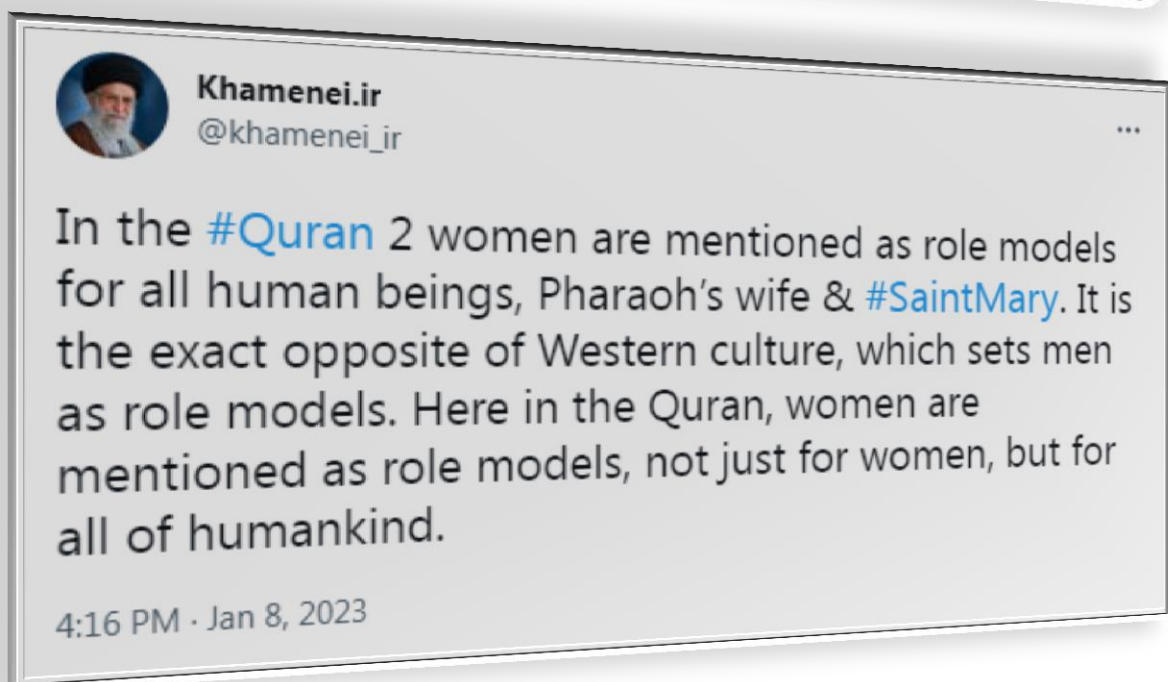 Khamenei.ir
@khamenei_ir
In the #Quran 2 women are mentioned as role models
for all human beings, Pharaoh's wife & #SaintMary. It is
the exact opposite of Western culture, which sets men
as role models. Here in the Quran, women are
mentioned as role models, not just for women, but for
all of humankind.
4:16 PM · Jan 8, 2023